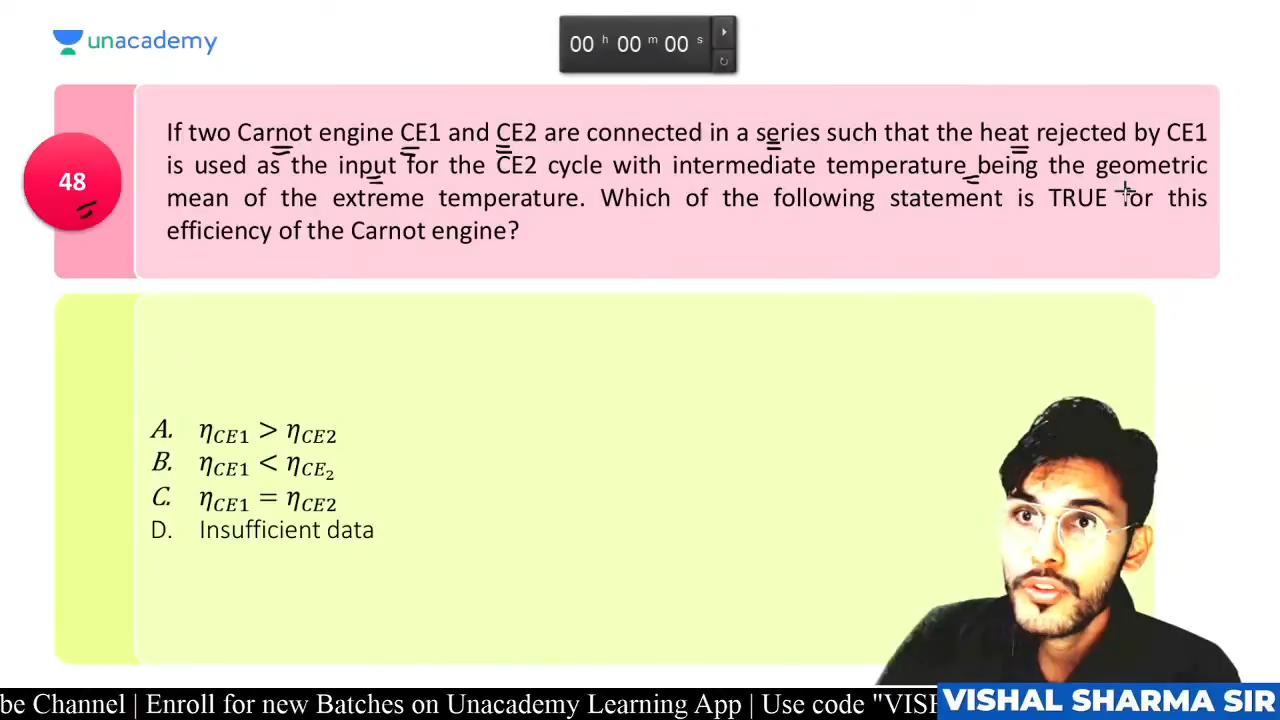 unacademy
00 h 00 m 00 s
48
If two Carnot engine CE1 and CE2 are connected in a series such that the heat rejected by CE1
is used as the input for the CE2 cycle with intermediate temperature being the geometric
mean of the extreme temperature. Which of the following statement is TRUE for this
efficiency of the Carnot engine?
A. η_CE1 > η_CE2
B. η_CE1 < η_CE₂
C. η_CE1 = η_CE2
D. Insufficient data
be Channel | Enroll for new Batches on Unacademy Learning App | Use code "VISH
VISHAL SHARMA SIR